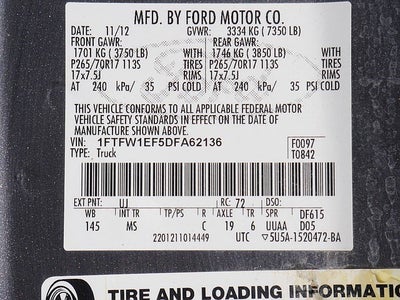 MFD. BY FORD MOTOR CO.
DATE: 11/12 GVWR: 3334 KG ( 7350 LB)
FRONT GAWR: REAR GAWR:
1701 KG ( 3750 LB) WITH 1746 KG ( 3850 LB) WITH
P265/70R17 113S TIRES P265/70R17 113S TIRES
17x7.5J RIMS 17x7.5J RIMS
AT 240 kPa/ 35 PSI COLD AT 240 kPa/ 35 PSI COLD
THIS VEHICLE CONFORMS TO ALL APPLICABLE FEDERAL MOTOR
VEHICLE SAFETY STANDARDS IN EFFECT ON THE DATE OF
MANUFACTURE SHOWN ABOVE.
VIN: 1FTFW1EF5DFA62136 F0097
TYPE: Truck T0842
EXT PNT: UJ RC: 72 DSO:
WB INT TR TP/PS R AXLE TR SPR DF615
145 MS C 19 6 UUAA D05
2201211014449 UTC ▽5U5A-1520472-BA
TIRE AND LOADING INFORMATION